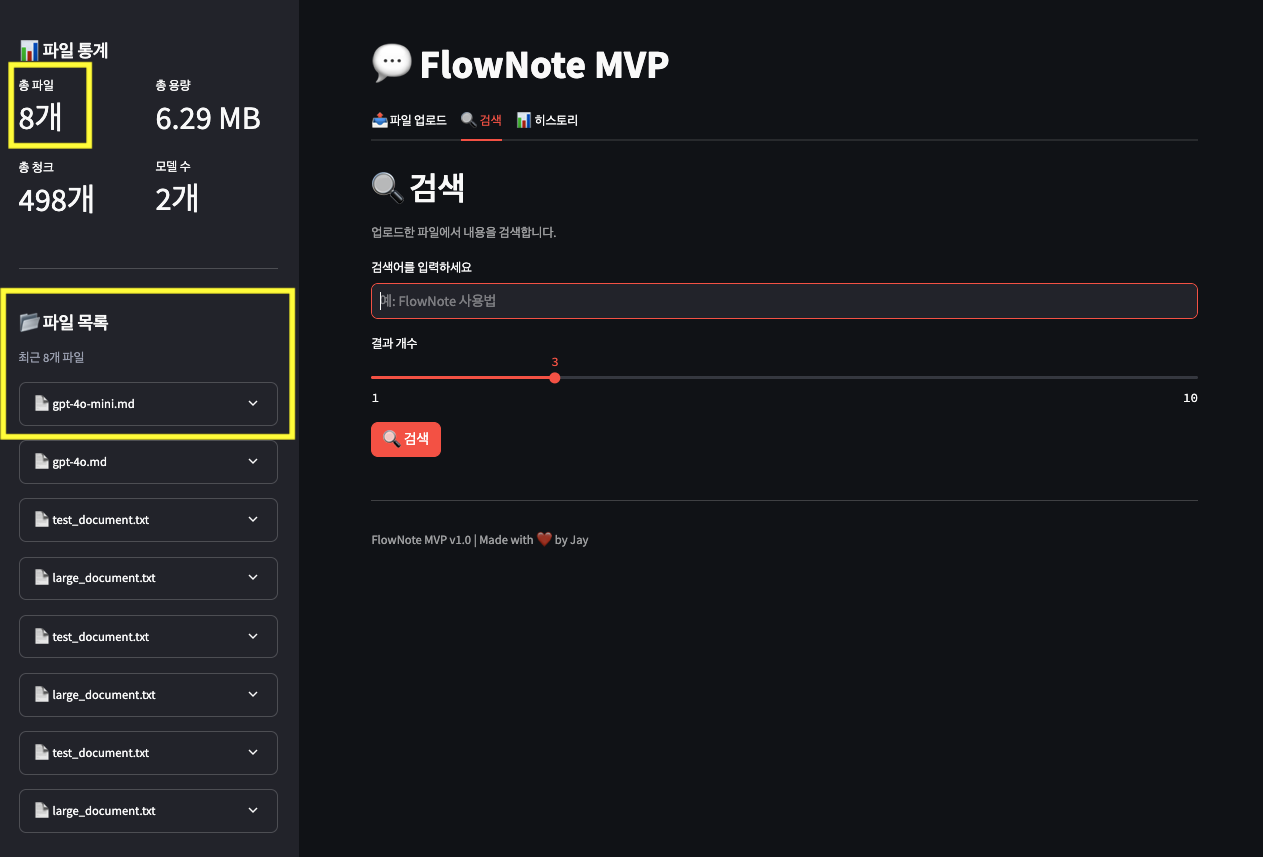 파일 통계
총 파일
8개
총 용량
6.29 MB
총 청크
498개
모델 수
2개
파일 목록
최근 8개 파일
gpt-4o-mini.md
gpt-4o.md
test_document.txt
large_document.txt
test_document.txt
large_document.txt
test_document.txt
large_document.txt
FlowNote MVP
파일 업로드 검색 히스토리
검색
업로드한 파일에서 내용을 검색합니다.
검색어를 입력하세요
예: FlowNote 사용법
결과 개수
3
1 10
검색
FlowNote MVP v1.0 | Made with ❤️ by Jay